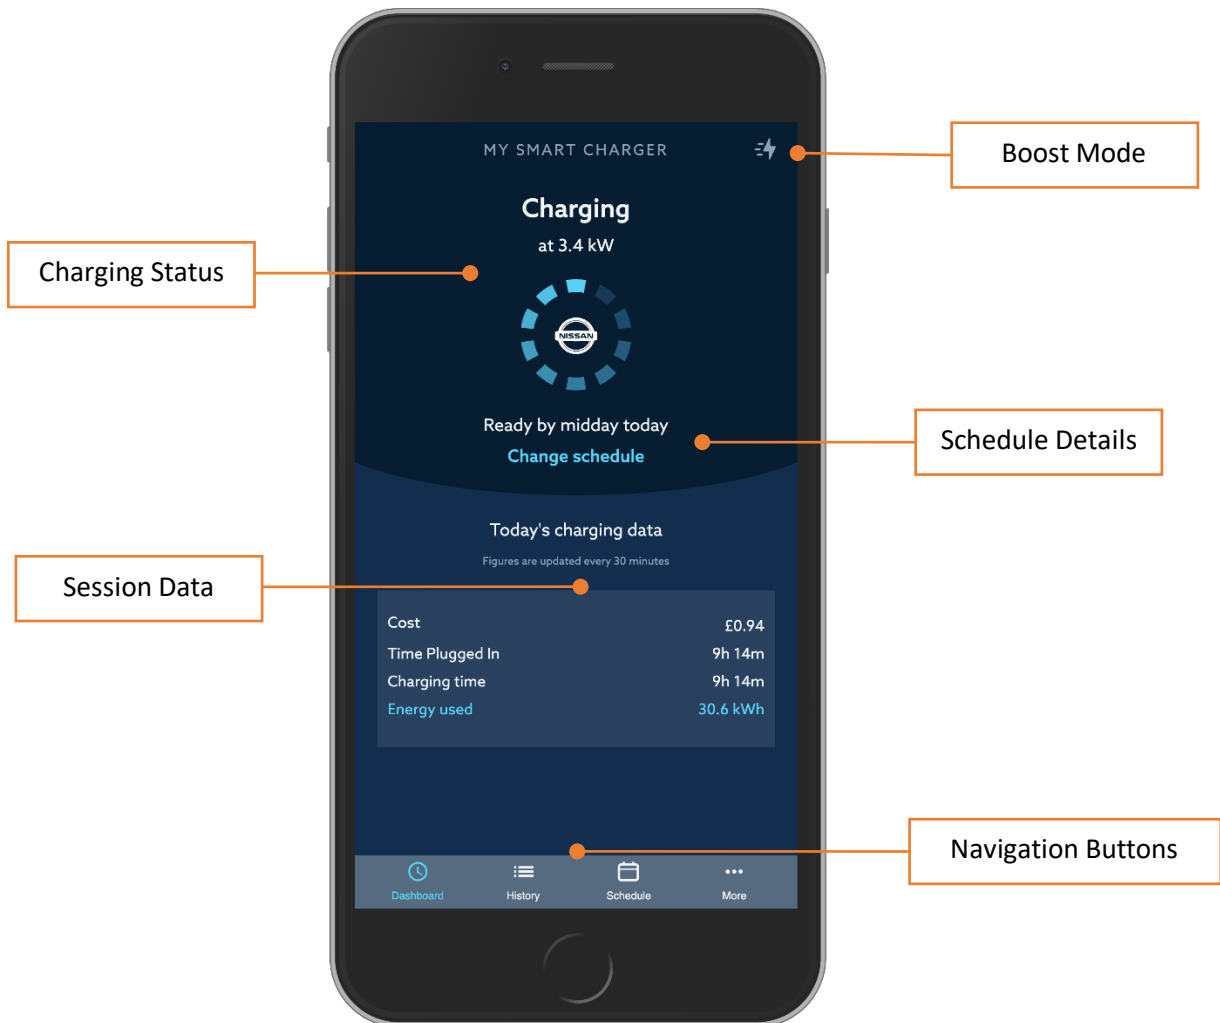 MY SMART CHARGER
Boost Mode
Charging
at 3.4 kW
Charging Status
NISSAN
Ready by midday today
Schedule Details
Change schedule
Today's charging data
Figures are updated every 30 minutes
Session Data
Cost £0.94
Time Plugged In 9h 14m
Charging time 9h 14m
Energy used 30.6 kWh
Navigation Buttons
Dashboard History Schedule More